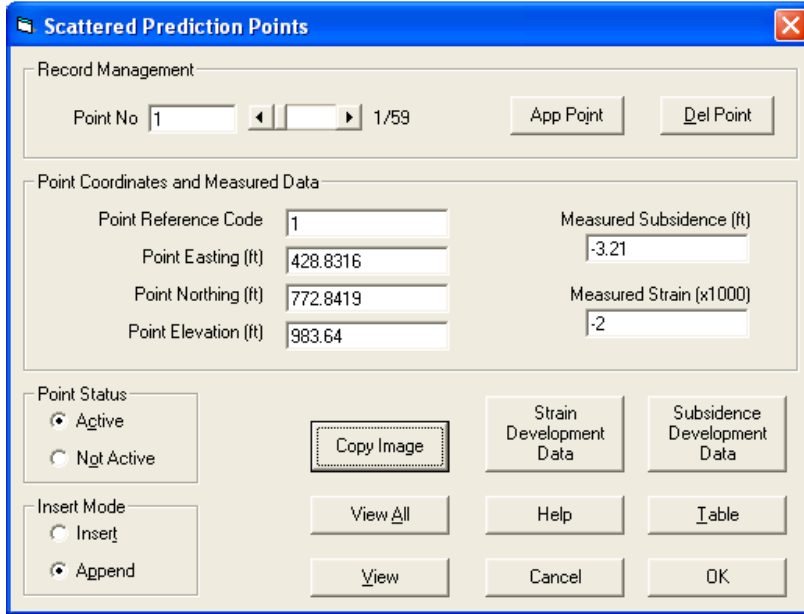 Scattered Prediction Points
Record Management
Point No 1 1/59 App Point Del Point
Point Coordinates and Measured Data
Point Reference Code 1
Point Easting (ft) 428.8316
Point Northing (ft) 772.8419
Point Elevation (ft) 983.64
Measured Subsidence (ft)
-3.21
Measured Strain (x1000)
-2
Point Status
Active
Not Active
Insert Mode
Insert
Append
Copy Image
Strain
Development
Data
Subsidence
Development
Data
View All
Help
Table
View
Cancel
OK